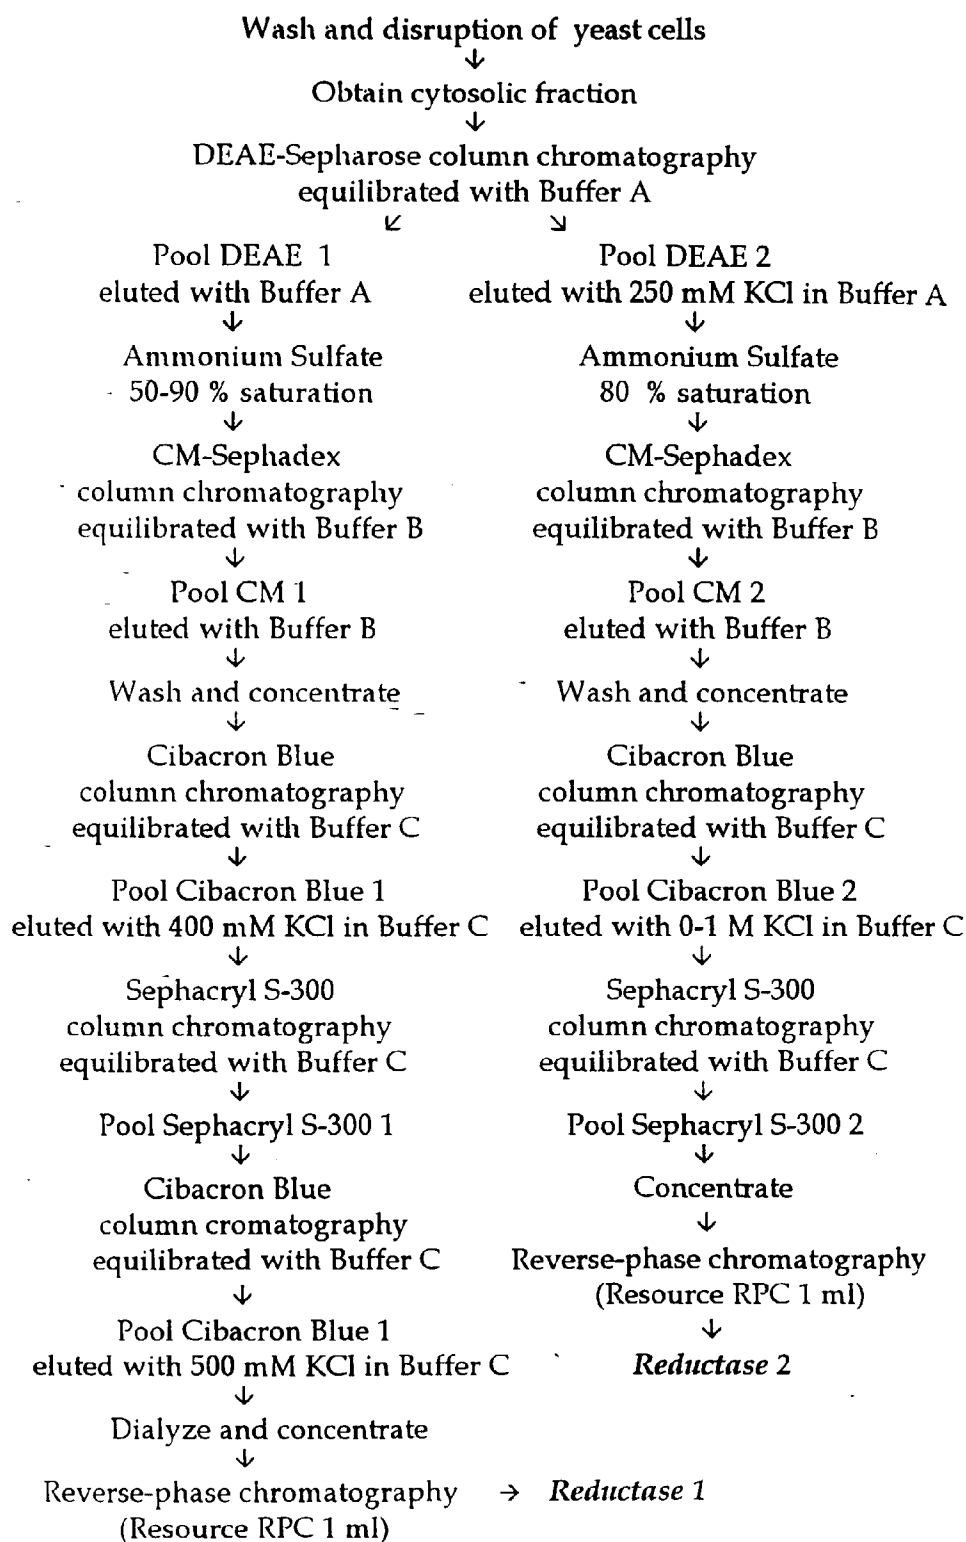 Wash and disruption of yeast cells
↓
Obtain cytosolic fraction
↓
DEAE-Sepharose column chromatography
equilibrated with Buffer A
↙ ↘
Pool DEAE 1
eluted with Buffer A
↓
Ammonium Sulfate
50-90 % saturation
↓
CM-Sephadex
column chromatography
equilibrated with Buffer B
↓
Pool CM 1
eluted with Buffer B
↓
Wash and concentrate
↓
Cibacron Blue
column chromatography
equilibrated with Buffer C
↓
Pool Cibacron Blue 1
eluted with 400 mM KCl in Buffer C
↓
Sephacryl S-300
column chromatography
equilibrated with Buffer C
↓
Pool Sephacryl S-300 1
↓
Cibacron Blue
column cromatography
equilibrated with Buffer C
↓
Pool Cibacron Blue 1
eluted with 500 mM KCl in Buffer C
↓
Dialyze and concentrate
↓
Reverse-phase chromatography → Reductase 1
(Resource RPC 1 ml)
Pool DEAE 2
eluted with 250 mM KCl in Buffer A
↓
Ammonium Sulfate
80 % saturation
↓
CM-Sephadex
column chromatography
equilibrated with Buffer B
↓
Pool CM 2
eluted with Buffer B
↓
Wash and concentrate
↓
Cibacron Blue
column chromatography
equilibrated with Buffer C
↓
Pool Cibacron Blue 2
eluted with 0-1 M KCl in Buffer C
↓
Sephacryl S-300
column chromatography
equilibrated with Buffer C
↓
Pool Sephacryl S-300 2
↓
Concentrate
↓
Reverse-phase chromatography
(Resource RPC 1 ml)
↓
Reductase 2